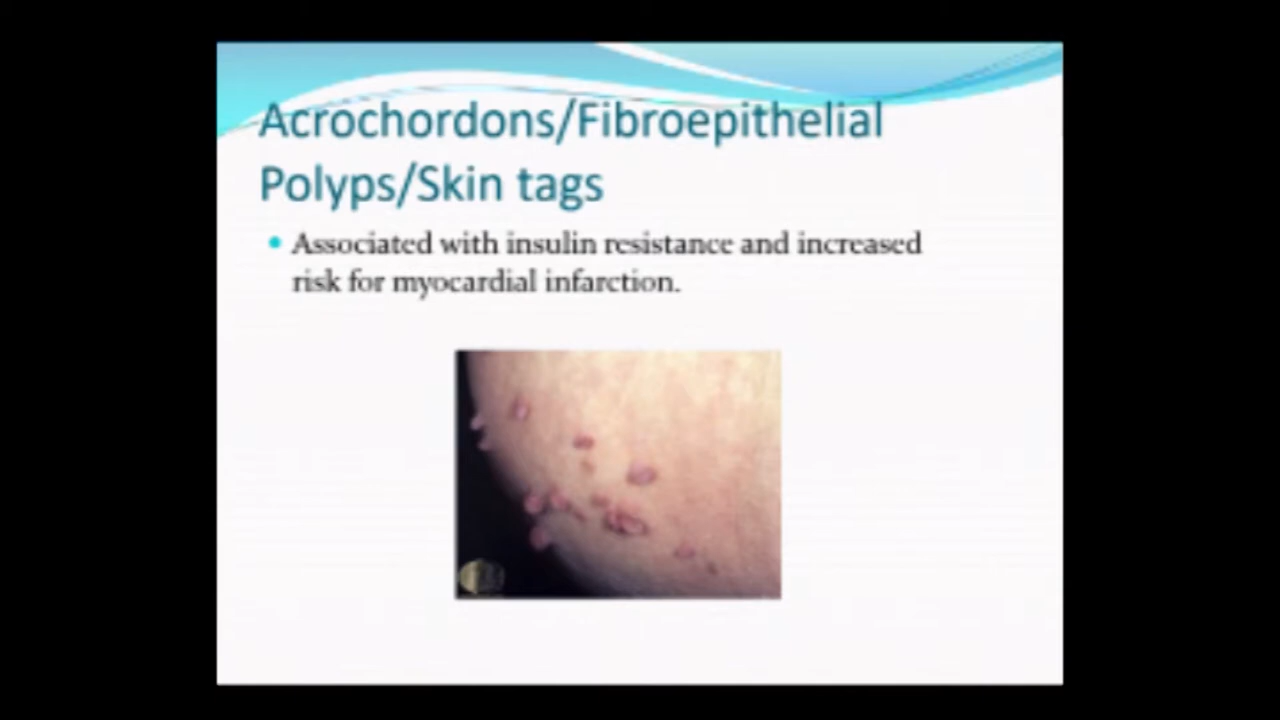 Acrochordons/Fibroepithelial
Polyps/Skin tags
Associated with insulin resistance and increased
risk for myocardial infarction.